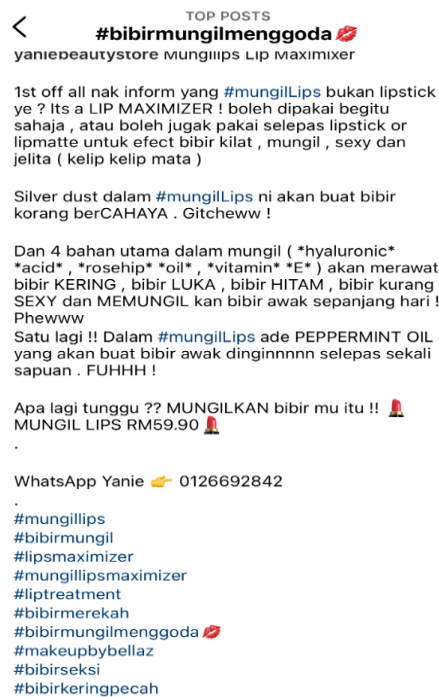 TOP POSTS
#bibirmungilmenggoda💋
yaniebeautystore Mungillips Lip Maximixer
1st off all nak inform yang #mungilLips bukan lipstick
ye ? Its a LIP MAXIMIZER ! boleh dipakai begitu
sahaja , atau boleh jugak pakai selepas lipstick or
lipmatte untuk efect bibir kilat , mungil , sexy dan
jelita ( kelip kelip mata )
Silver dust dalam #mungilLips ni akan buat bibir
korang berCAHAYA . Gitcheww !
Dan 4 bahan utama dalam mungil ( *hyaluronic*
*acid* , *rosehip* *oil* , *vitamin* *E* ) akan merawat
bibir KERING , bibir LUKA , bibir HITAM , bibir kurang
SEXY dan MEMUNGIL kan bibir awak sepanjang hari !
Phewww
Satu lagi !! Dalam #mungilLips ade PEPPERMINT OIL
yang akan buat bibir awak dinginnnnn selepas sekali
sapuan . FUHHH !
Apa lagi tunggu ?? MUNGILKAN bibir mu itu !! 💄
MUNGIL LIPS RM59.90 💄
.
WhatsApp Yanie 👉 0126692842
.
#mungillips
#bibirmungil
#lipsmaximizer
#mungillipsmaximizer
#liptreatment
#bibirmerekah
#bibirmungilmenggoda💋
#makeupbybellaz
#bibirseksi
#bibirkeringpecah